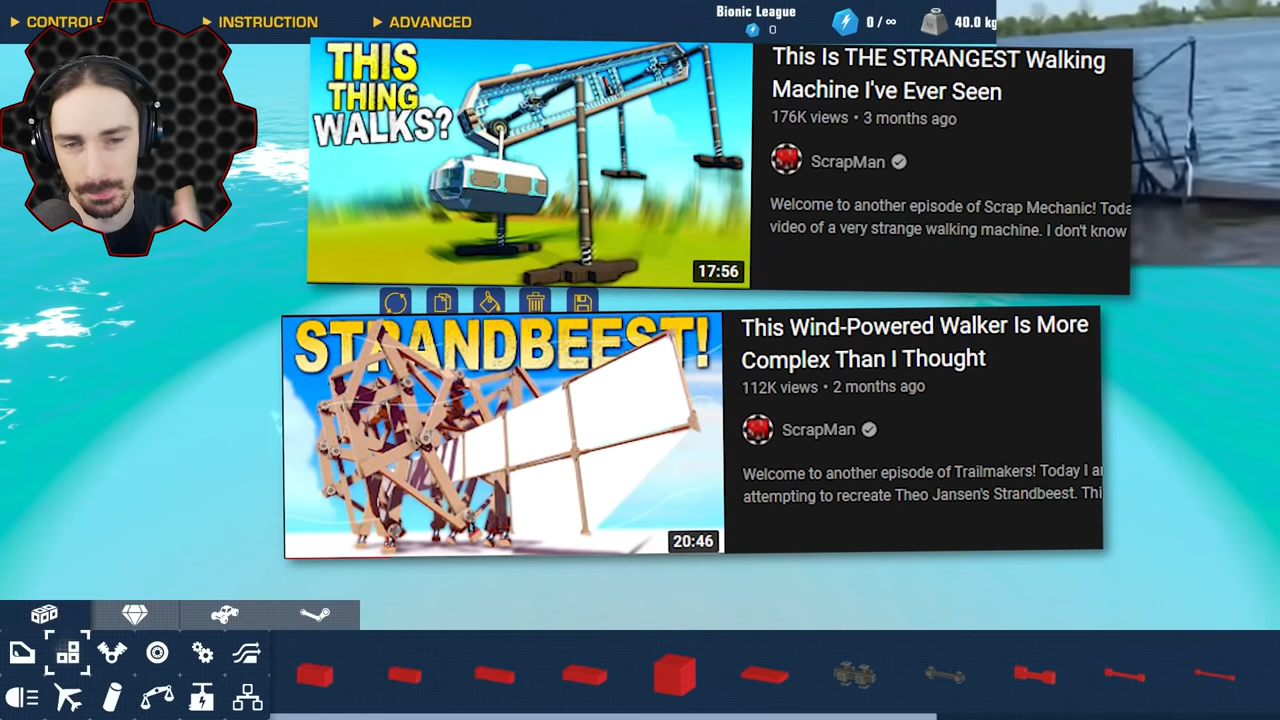 CONTROLS
INSTRUCTION
ADVANCED
Bionic League
0
0 / ∞
40.0 kg
THIS
THING
WALKS?
17:56
This Is THE STRANGEST Walking
Machine I've Ever Seen
176K views • 3 months ago
ScrapMan
Welcome to another episode of Scrap Mechanic! Toda
video of a very strange walking machine. I don't know
STRANDBEEST!
20:46
This Wind-Powered Walker Is More
Complex Than I Thought
112K views • 2 months ago
ScrapMan
Welcome to another episode of Trailmakers! Today I a
attempting to recreate Theo Jansen's Strandbeest. Thi